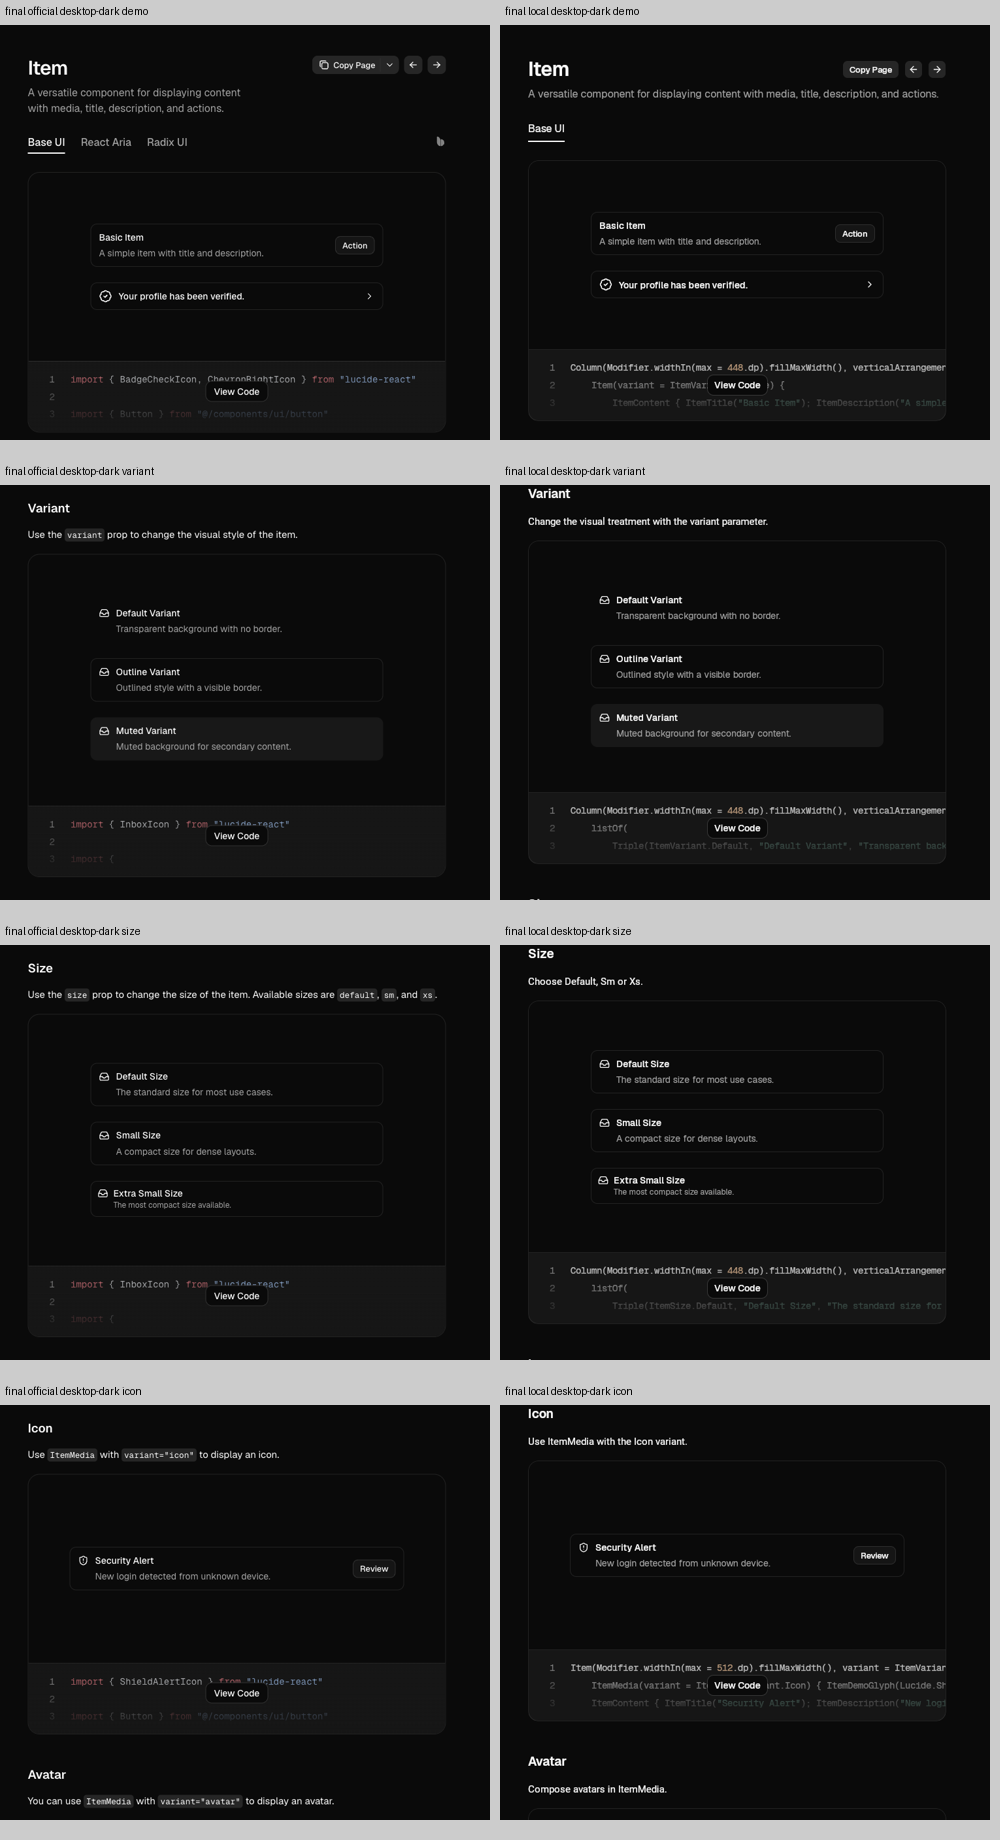 final official desktop-dark demo
Item
Copy Page
A versatile component for displaying content
with media, title, description, and actions.
Base UI React Aria Radix UI
Basic Item
A simple item with title and description.
Action
Your profile has been verified.
1 import { BadgeCheckIcon, ChevronRightIcon } from "lucide-react"
2
View Code
3 import { Button } from "@/components/ui/button"
final local desktop-dark demo
Item
Copy Page
A versatile component for displaying content with media, title, description, and actions.
Base UI
Basic Item
A simple item with title and description.
Action
Your profile has been verified.
1 Column(Modifier.widthIn(max = 448.dp).fillMaxWidth(), verticalArrangemen
2 Item(variant = ItemVar ) {
View Code
3 ItemContent { ItemTitle("Basic Item"); ItemDescription("A simple
final official desktop-dark variant
Variant
Use the variant prop to change the visual style of the item.
Default Variant
Transparent background with no border.
Outline Variant
Outlined style with a visible border.
Muted Variant
Muted background for secondary content.
1 import { InboxIcon } from "lucide-react"
2
View Code
3 import {
final local desktop-dark variant
Variant
Change the visual treatment with the variant parameter.
Default Variant
Transparent background with no border.
Outline Variant
Outlined style with a visible border.
Muted Variant
Muted background for secondary content.
1 Column(Modifier.widthIn(max = 448.dp).fillMaxWidth(), verticalArrangemen
2 listOf(
View Code
3 Triple(ItemVariant.Default, "Default Variant", "Transparent back
final official desktop-dark size
Size
Use the size prop to change the size of the item. Available sizes are default, sm, and xs.
Default Size
The standard size for most use cases.
Small Size
A compact size for dense layouts.
Extra Small Size
The most compact size available.
1 import { InboxIcon } from "lucide-react"
2
View Code
3 import {
final local desktop-dark size
Size
Choose Default, Sm or Xs.
Default Size
The standard size for most use cases.
Small Size
A compact size for dense layouts.
Extra Small Size
The most compact size available.
1 Column(Modifier.widthIn(max = 448.dp).fillMaxWidth(), verticalArrangemen
2 listOf(
View Code
3 Triple(ItemSize.Default, "Default Size", "The standard size for
final official desktop-dark icon
Icon
Use ItemMedia with variant="icon" to display an icon.
Security Alert
New login detected from unknown device.
Review
1 import { ShieldAlertIcon } from "lucide-react"
2
View Code
3 import { Button } from "@/components/ui/button"
Avatar
You can use ItemMedia with variant="avatar" to display an avatar.
final local desktop-dark icon
Icon
Use ItemMedia with the Icon variant.
Security Alert
New login detected from unknown device.
Review
1 Item(Modifier.widthIn(max = 512.dp).fillMaxWidth(), variant = ItemVarian
2 ItemMedia(variant = It ant.Icon) { ItemDemoGlyph(Lucide.Sh
View Code
3 ItemContent { ItemTitle("Security Alert"); ItemDescription("New logi
Avatar
Compose avatars in ItemMedia.